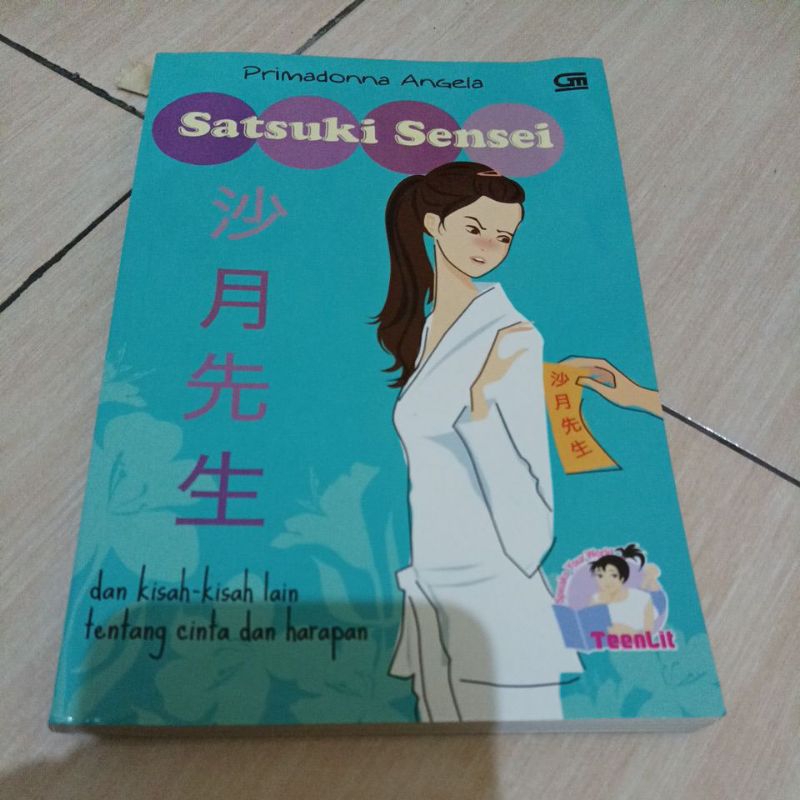 Primadonna Angela
GM
Satsuki Sensei
沙
月
先
生
沙
月
先
生
dan kisah-kisah lain
tentang cinta dan harapan
TeenLit